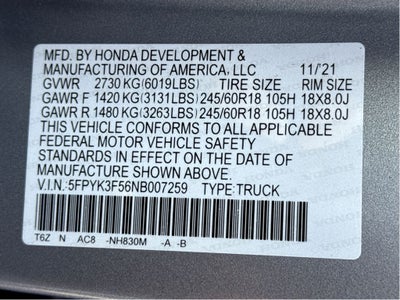 MFD. BY HONDA DEVELOPMENT &
MANUFACTURING OF AMERICA, LLC 11/'21
GVWR 2730 KG(6019LBS) TIRE SIZE RIM SIZE
GAWR F 1420 KG(3131LBS) 245/60R18 105H 18X8.0J
GAWR R 1480 KG(3263LBS) 245/60R18 105H 18X8.0J
THIS VEHICLE CONFORMS TO ALL APPLICABLE
FEDERAL MOTOR VEHICLE SAFETY
STANDARDS IN EFFECT ON THE DATE OF
MANUFACTURE SHOWN ABOVE.
V.I.N.:5FPYK3F56NB007259 TYPE:TRUCK
T6Z N AC8 -NH830M -A -B